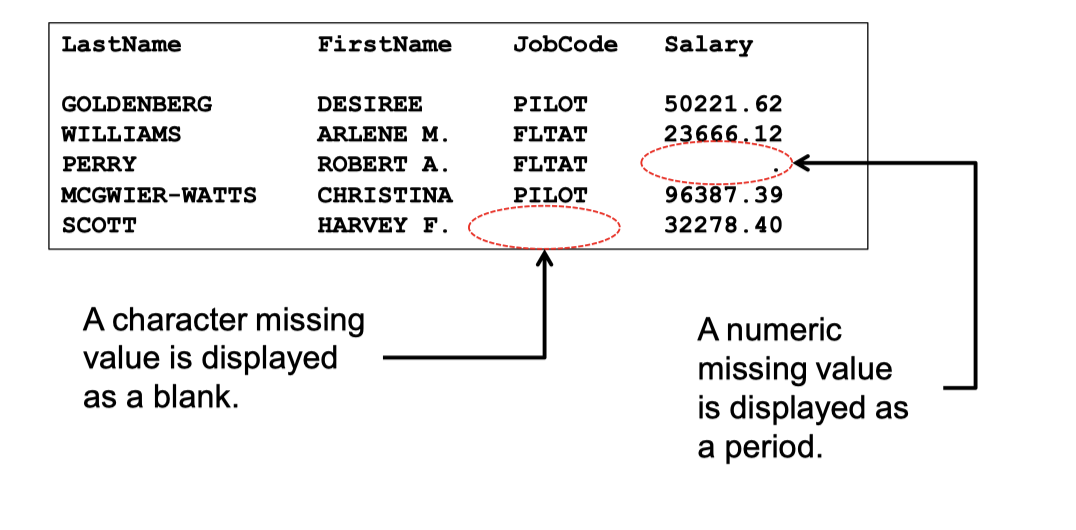 LastName FirstName JobCode Salary
GOLDENBERG DESIREE PILOT 50221.62
WILLIAMS ARLENE M. FLTAT 23666.12
PERRY ROBERT A. FLTAT .
MCGWIER-WATTS CHRISTINA PILOT 96387.39
SCOTT HARVEY F. 32278.40
A character missing
value is displayed
as a blank.
A numeric
missing value
is displayed as
a period.